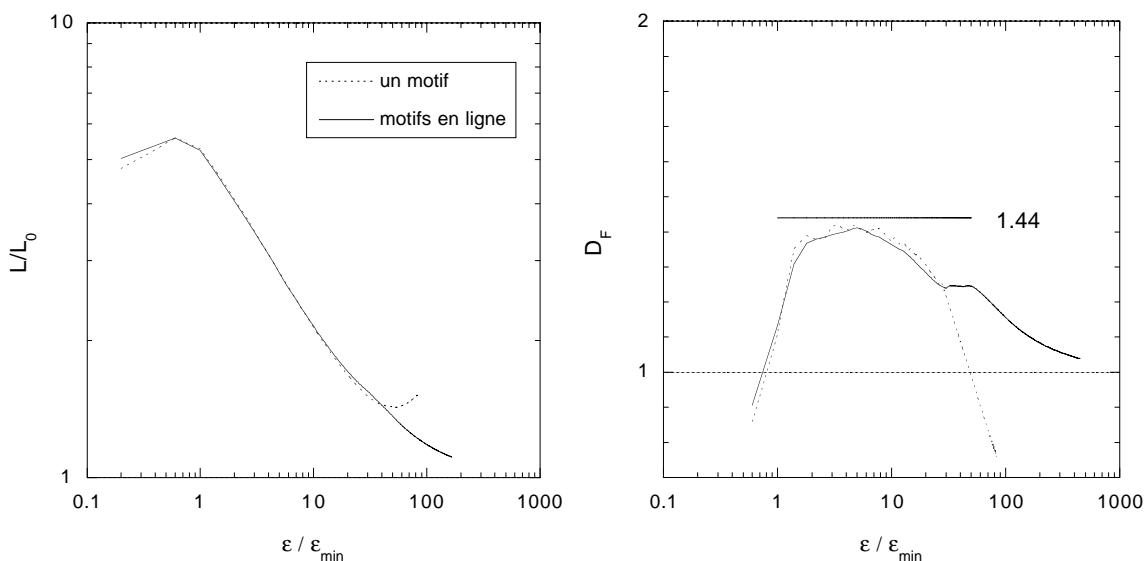 10
un motif
motifs en ligne
L/L0
1
0.1 1 10 100 1000
ε / εmin
2
1.44
DF
1
0.1 1 10 100 1000
ε / εmin